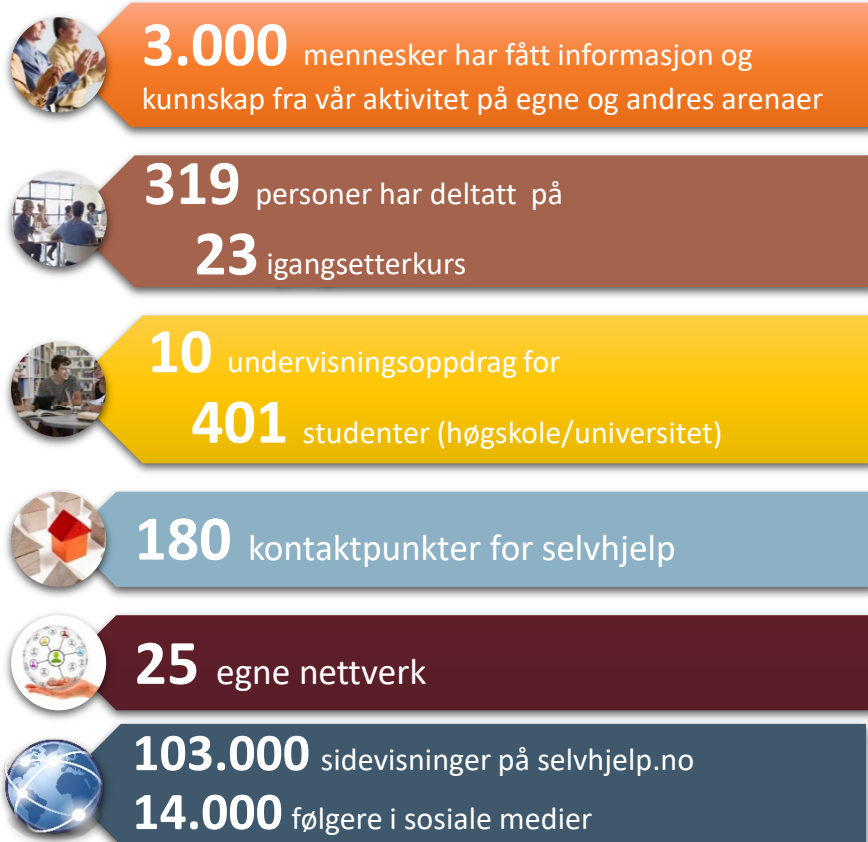 3.000 mennesker har fått informasjon og
kunnskap fra vår aktivitet på egne og andres arenaer
319 personer har deltatt på
23 igangsetterkurs
10 undervisningsoppdrag for
401 studenter (høgskole/universitet)
180 kontaktpunkter for selvhjelp
25 egne nettverk
103.000 sidevisninger på selvhjelp.no
14.000 følgere i sosiale medier